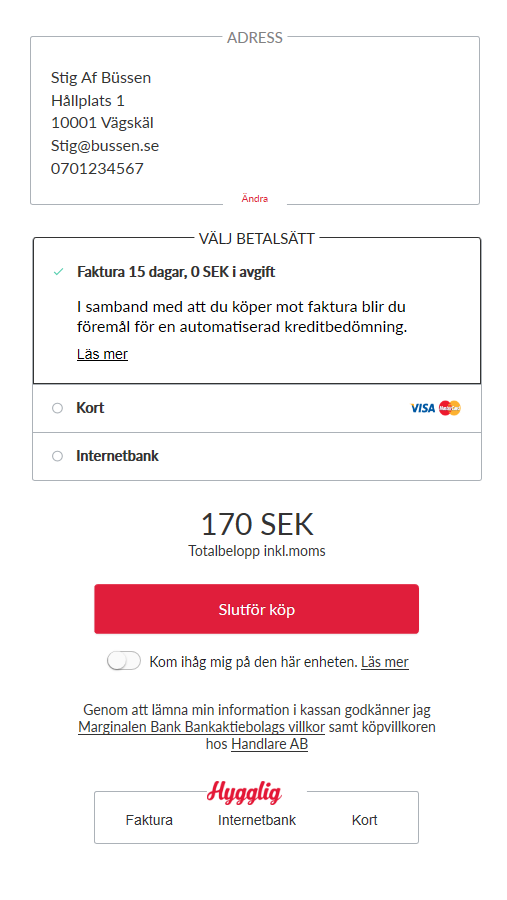 ADRESS
Stig Af Büssen
Hållplats 1
10001 Vägskäl
Stig@bussen.se
0701234567
Ändra
VÄLJ BETALSÄTT
Faktura 15 dagar, 0 SEK i avgift
I samband med att du köper mot faktura blir du
föremål för en automatiserad kreditbedömning.
Läs mer
Kort VISA MasterCard
Internetbank
170 SEK
Totalbelopp inkl.moms
Slutför köp
Kom ihåg mig på den här enheten. Läs mer
Genom att lämna min information i kassan godkänner jag
Marginalen Bank Bankaktiebolags villkor samt köpvillkoren
hos Handlare AB
Hygglig
Faktura Internetbank Kort